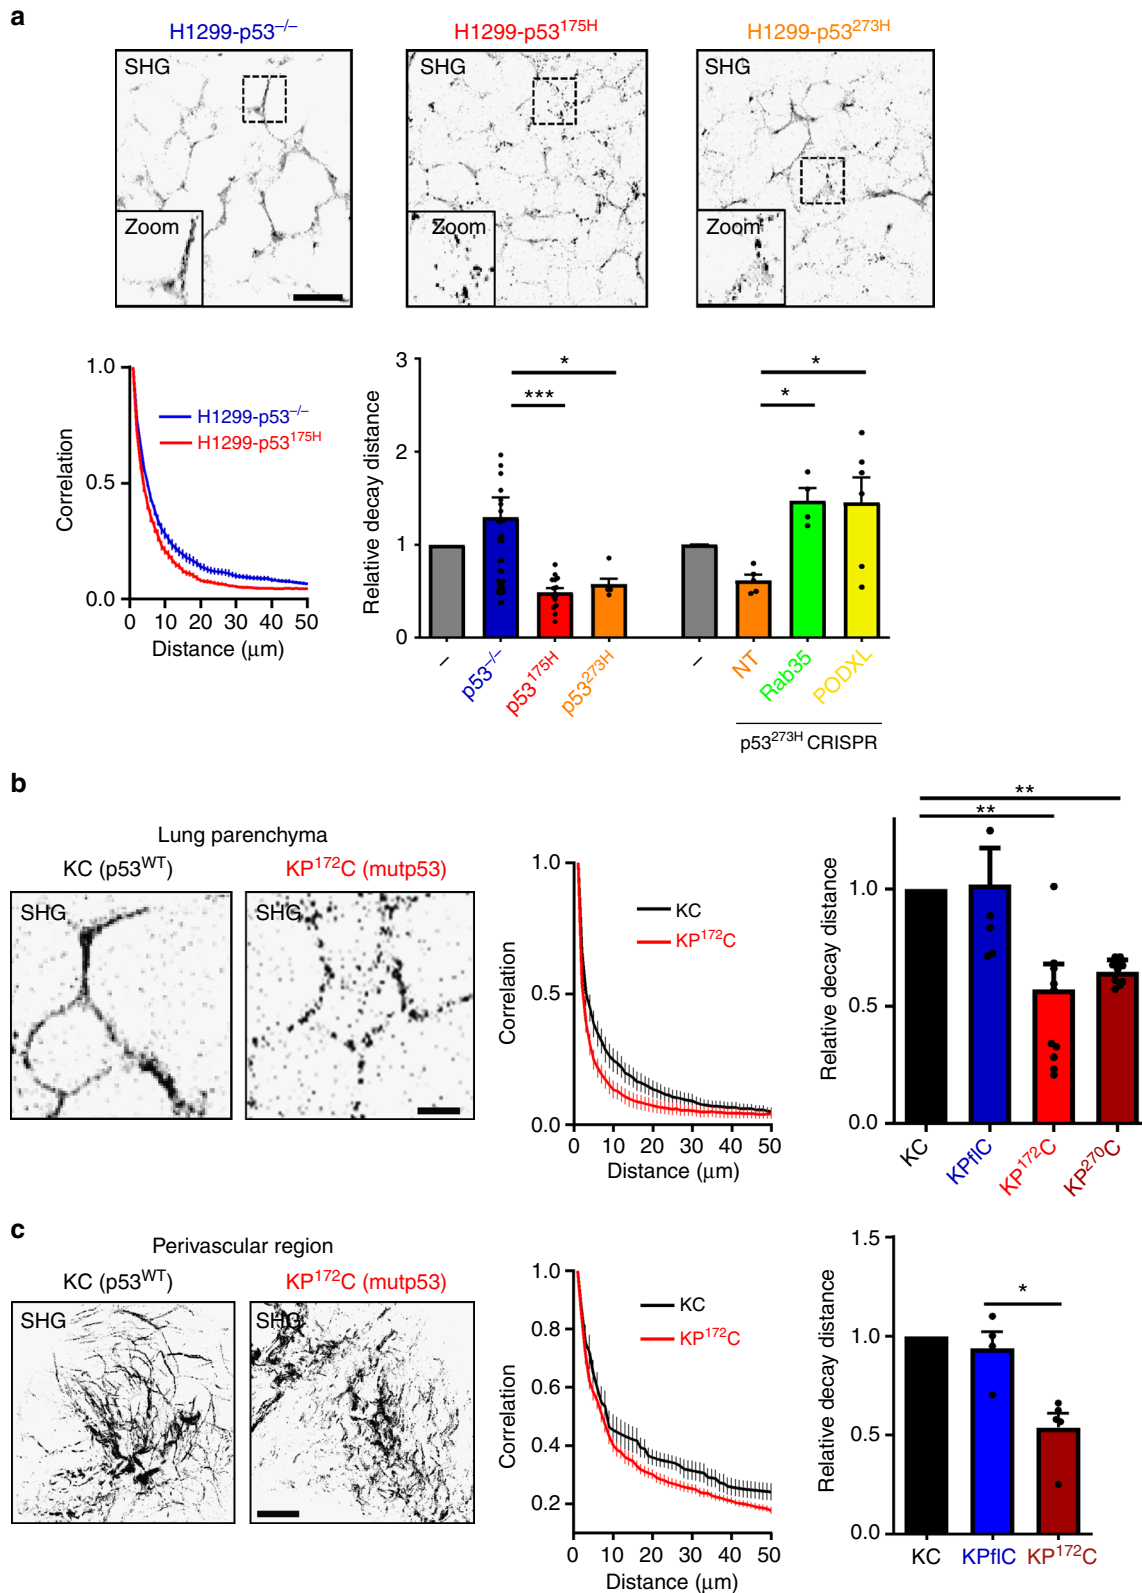 a
H1299-p53⁻/⁻
H1299-p53¹⁷⁵ᴴ
H1299-p53²⁷³ᴴ
SHG
SHG
SHG
Zoom
Zoom
Zoom
1.0
0.5
0.0
Correlation
H1299-p53⁻/⁻
H1299-p53¹⁷⁵ᴴ
0 10 20 30 40 50
Distance (μm)
3
2
1
0
Relative decay distance
*
***
*
*
–
p53⁻/⁻
p53¹⁷⁵ᴴ
p53²⁷³ᴴ
–
NT
Rab35
PODXL
p53²⁷³ᴴ CRISPR
b
Lung parenchyma
KC (p53ᵂᵀ)
KP¹⁷²C (mutp53)
SHG
SHG
1.0
0.5
0.0
Correlation
KC
KP¹⁷²C
0 10 20 30 40 50
Distance (μm)
1.0
0.5
0.0
Relative decay distance
**
**
KC
KPflC
KP¹⁷²C
KP²⁷⁰C
c
Perivascular region
KC (p53ᵂᵀ)
KP¹⁷²C (mutp53)
SHG
SHG
1.0
0.8
0.6
0.4
0.2
Correlation
KC
KP¹⁷²C
0 10 20 30 40 50
Distance (μm)
1.5
1.0
0.5
0.0
Relative decay distance
*
KC
KPflC
KP¹⁷²C